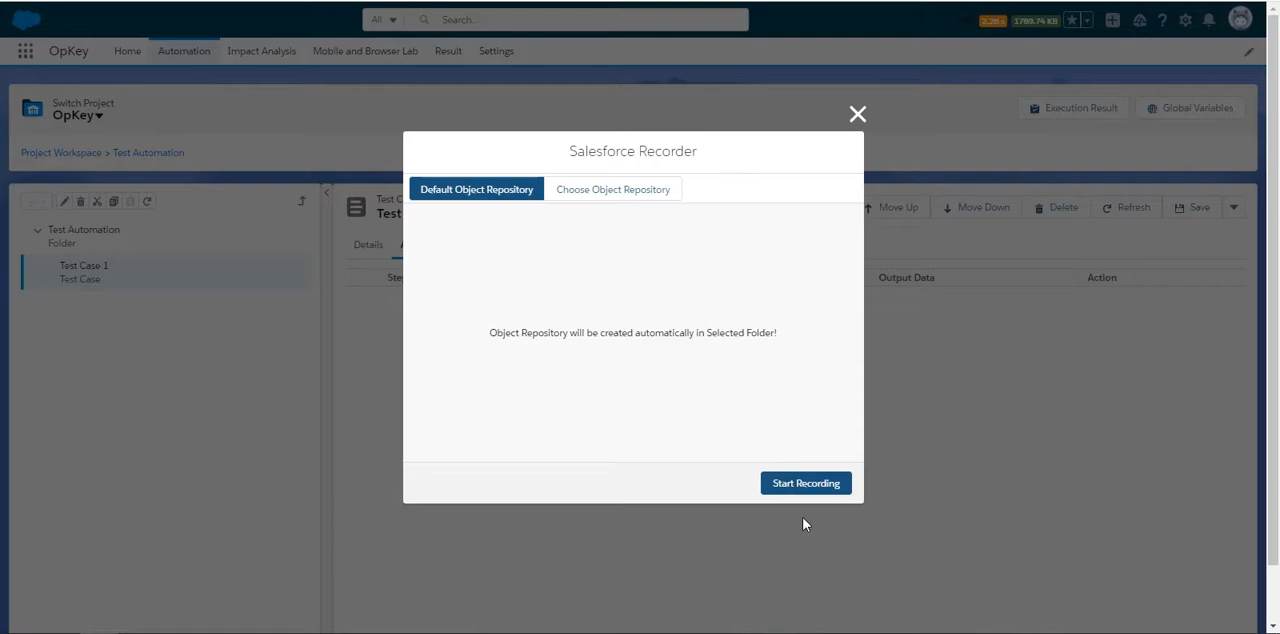 All
Search...
2.28 s
1789.74 KB
OpKey
Home
Automation
Impact Analysis
Mobile and Browser Lab
Result
Settings
Switch Project
OpKey
Execution Result
Global Variables
Project Workspace > Test Automation
Salesforce Recorder
Default Object Repository
Choose Object Repository
Test C
Test
Move Up
Move Down
Delete
Refresh
Save
Test Automation
Folder
Details
Test Case 1
Test Case
Ste
Output Data
Action
Object Repository will be created automatically in Selected Folder!
Start Recording